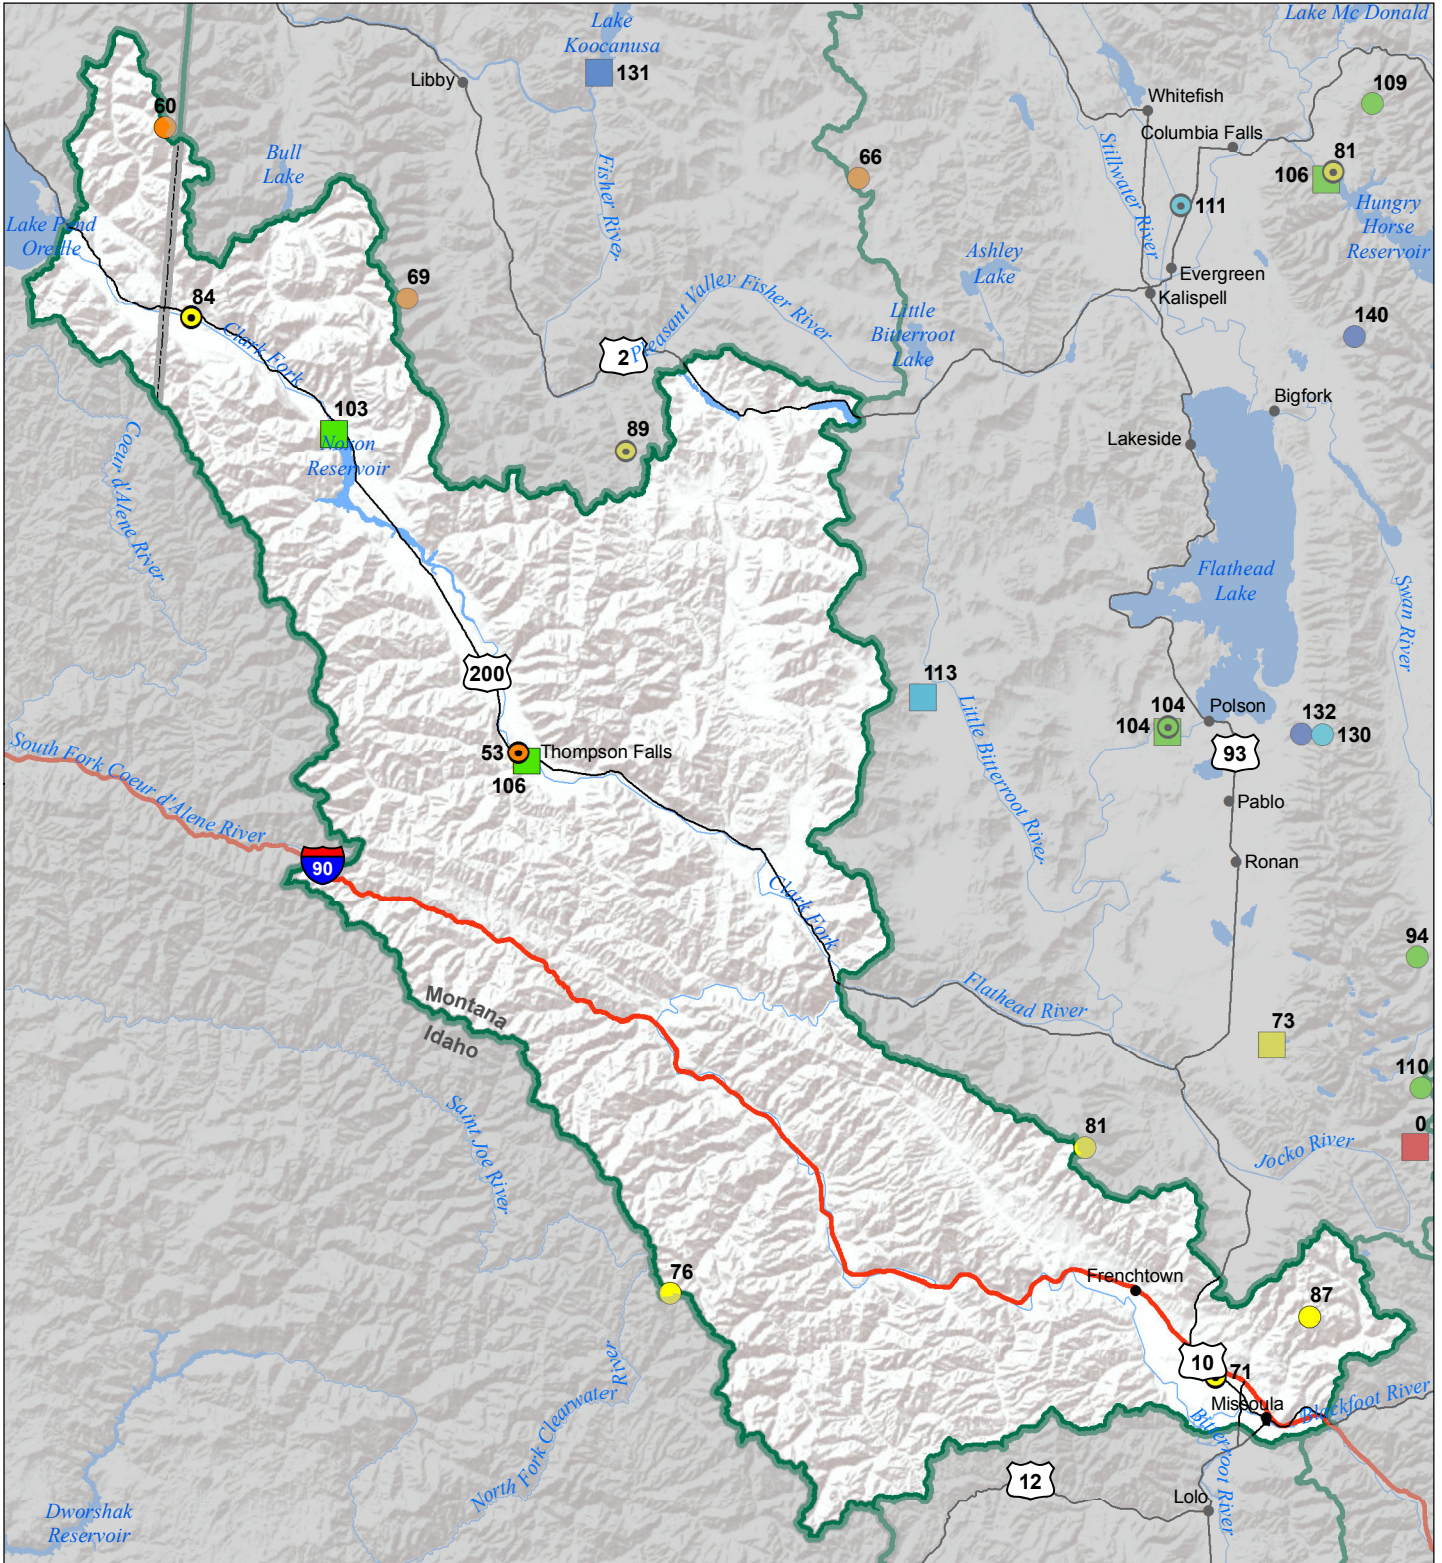 Lake Mc Donald
Lake
Koocanusa
131
Libby
109
Whitefish
Columbia Falls
60
Bull
Lake
Fisher River
66
Stillwater River
81
106
111
Hungry
Horse
Reservoir
Lake Pend
Oreille
69
Ashley
Lake
Evergreen
Kalispell
84
Clark Fork
Pleasant Valley Fisher River
Little
Bitterroot
Lake
140
2
103
Noxon
Reservoir
Bigfork
89
Lakeside
Coeur d'Alene River
Flathead
Lake
Swan River
200
113
Little Bitterroot River
104
104
Polson
132
130
93
53
Thompson Falls
106
South Fork Coeur d'Alene River
Pablo
90
Ronan
Clark Fork
94
Montana
Idaho
Flathead River
73
110
0
Saint Joe River
81
Jocko River
76
Frenchtown
87
10
71
Missoula
Blackfoot River
Bitterroot River
North Fork Clearwater
River
12
Lolo
Dworshak
Reservoir